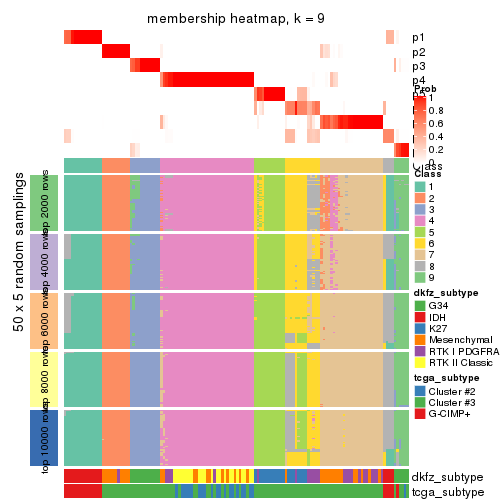 membership heatmap, k = 9
p1
p2
p3
p4
Prob
1
0.8
0.6
0.4
0.2
0
Class
Class
1
2
3
4
5
6
7
8
9
50 x 5 random samplings
top 2000 rows
top 4000 rows
top 6000 rows
top 8000 rows
top 10000 rows
dkfz_subtype
G34
IDH
K27
Mesenchymal
RTK I PDGFRA
RTK II Classic
tcga_subtype
Cluster #2
Cluster #3
G-CIMP+
dkfz_subtype
tcga_subtype